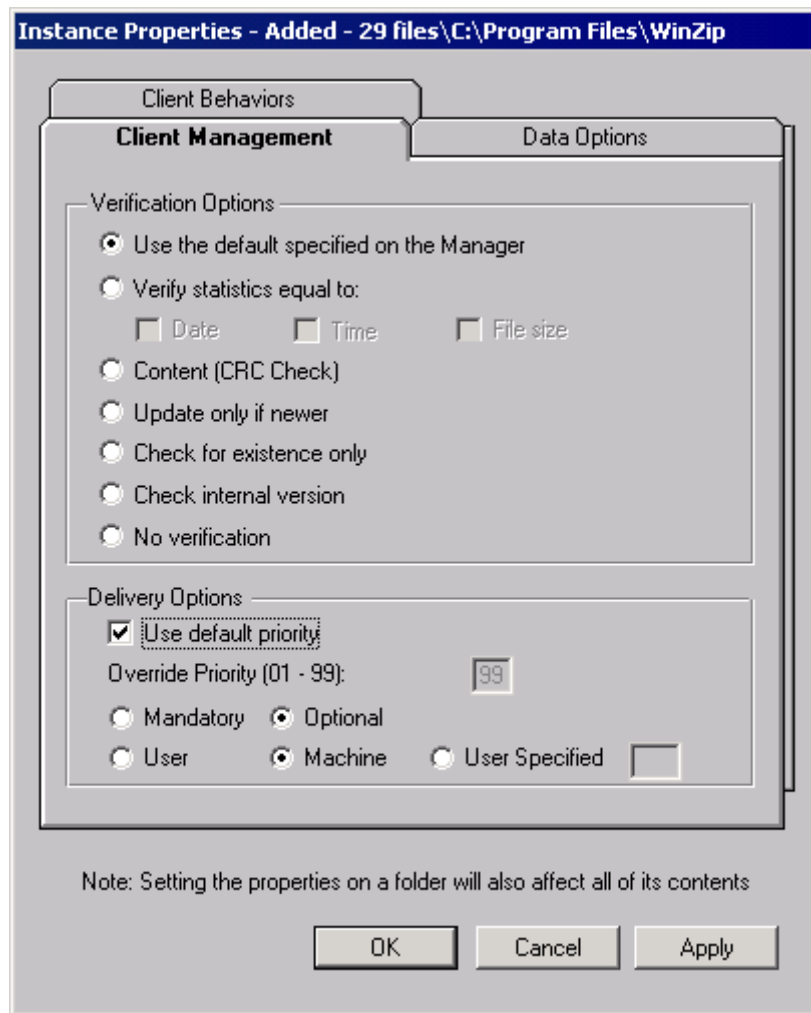 Instance Properties - Added - 29 files\C:\Program Files\WinZip
Client Behaviors
Client Management Data Options
Verification Options
Use the default specified on the Manager
Verify statistics equal to:
Date Time File size
Content (CRC Check)
Update only if newer
Check for existence only
Check internal version
No verification
Delivery Options
Use default priority
Override Priority (01 - 99): 99
Mandatory Optional
User Machine User Specified
Note: Setting the properties on a folder will also affect all of its contents
OK Cancel Apply